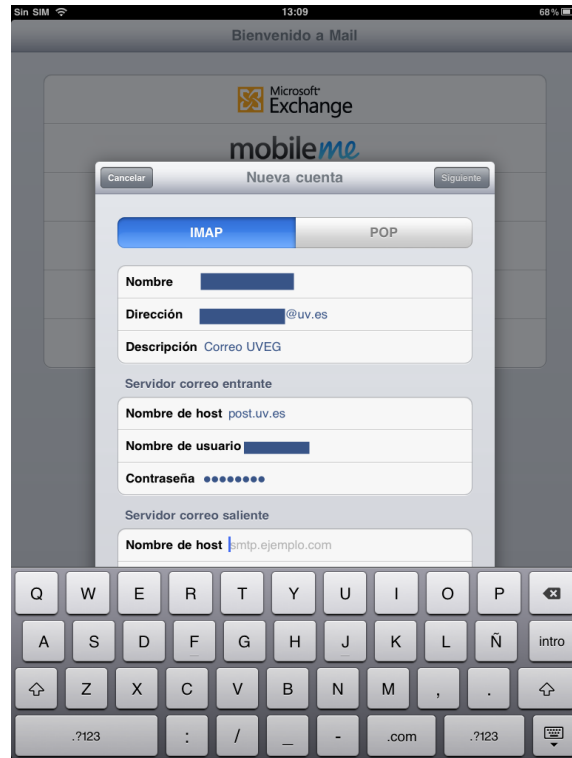 Sin SIM 13:09 68 %
Bienvenido a Mail
Microsoft
Exchange
mobileme
Cancelar Nueva cuenta Siguiente
IMAP POP
Nombre
Dirección @uv.es
Descripción Correo UVEG
Servidor correo entrante
Nombre de host post.uv.es
Nombre de usuario
Contraseña ●●●●●●●●
Servidor correo saliente
Nombre de host smtp.ejemplo.com
Q W E R T Y U I O P
A S D F G H J K L Ñ intro
Z X C V B N M , .
.?123 : / _ - .com .?123